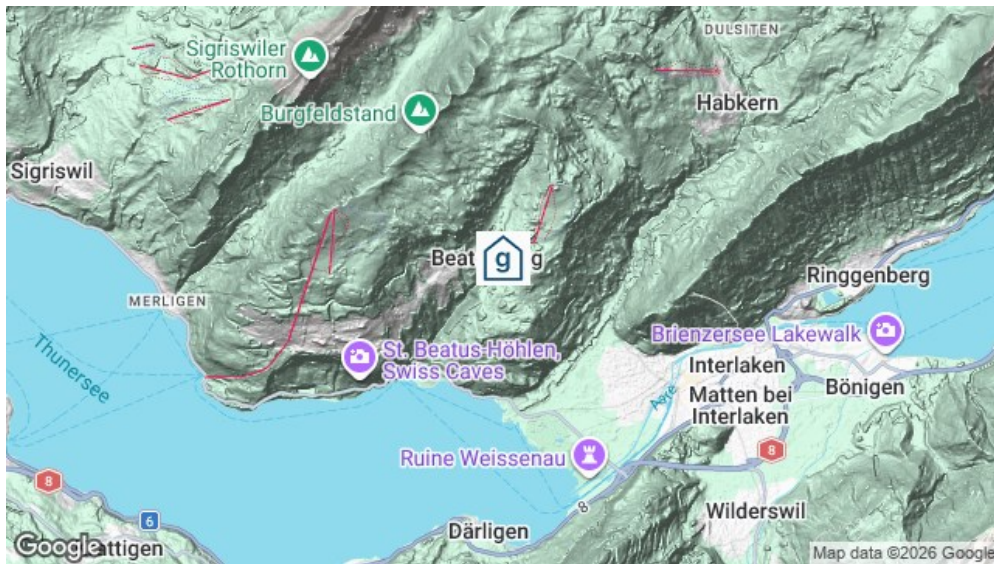 DULSITEN
Sigriswiler
Rothorn
Habkern
Burgfeldstand
Sigriswil
Beat
g
g
Ringgenberg
MERLIGEN
Brienzersee Lakewalk
Thunersee
St. Beatus-Höhlen,
Swiss Caves
Interlaken
Bönigen
Aare
Matten bei
Interlaken
Ruine Weissenau
8
8
8
6
Wilderswil
Därligen
attigen
Google
Map data ©2026 Google